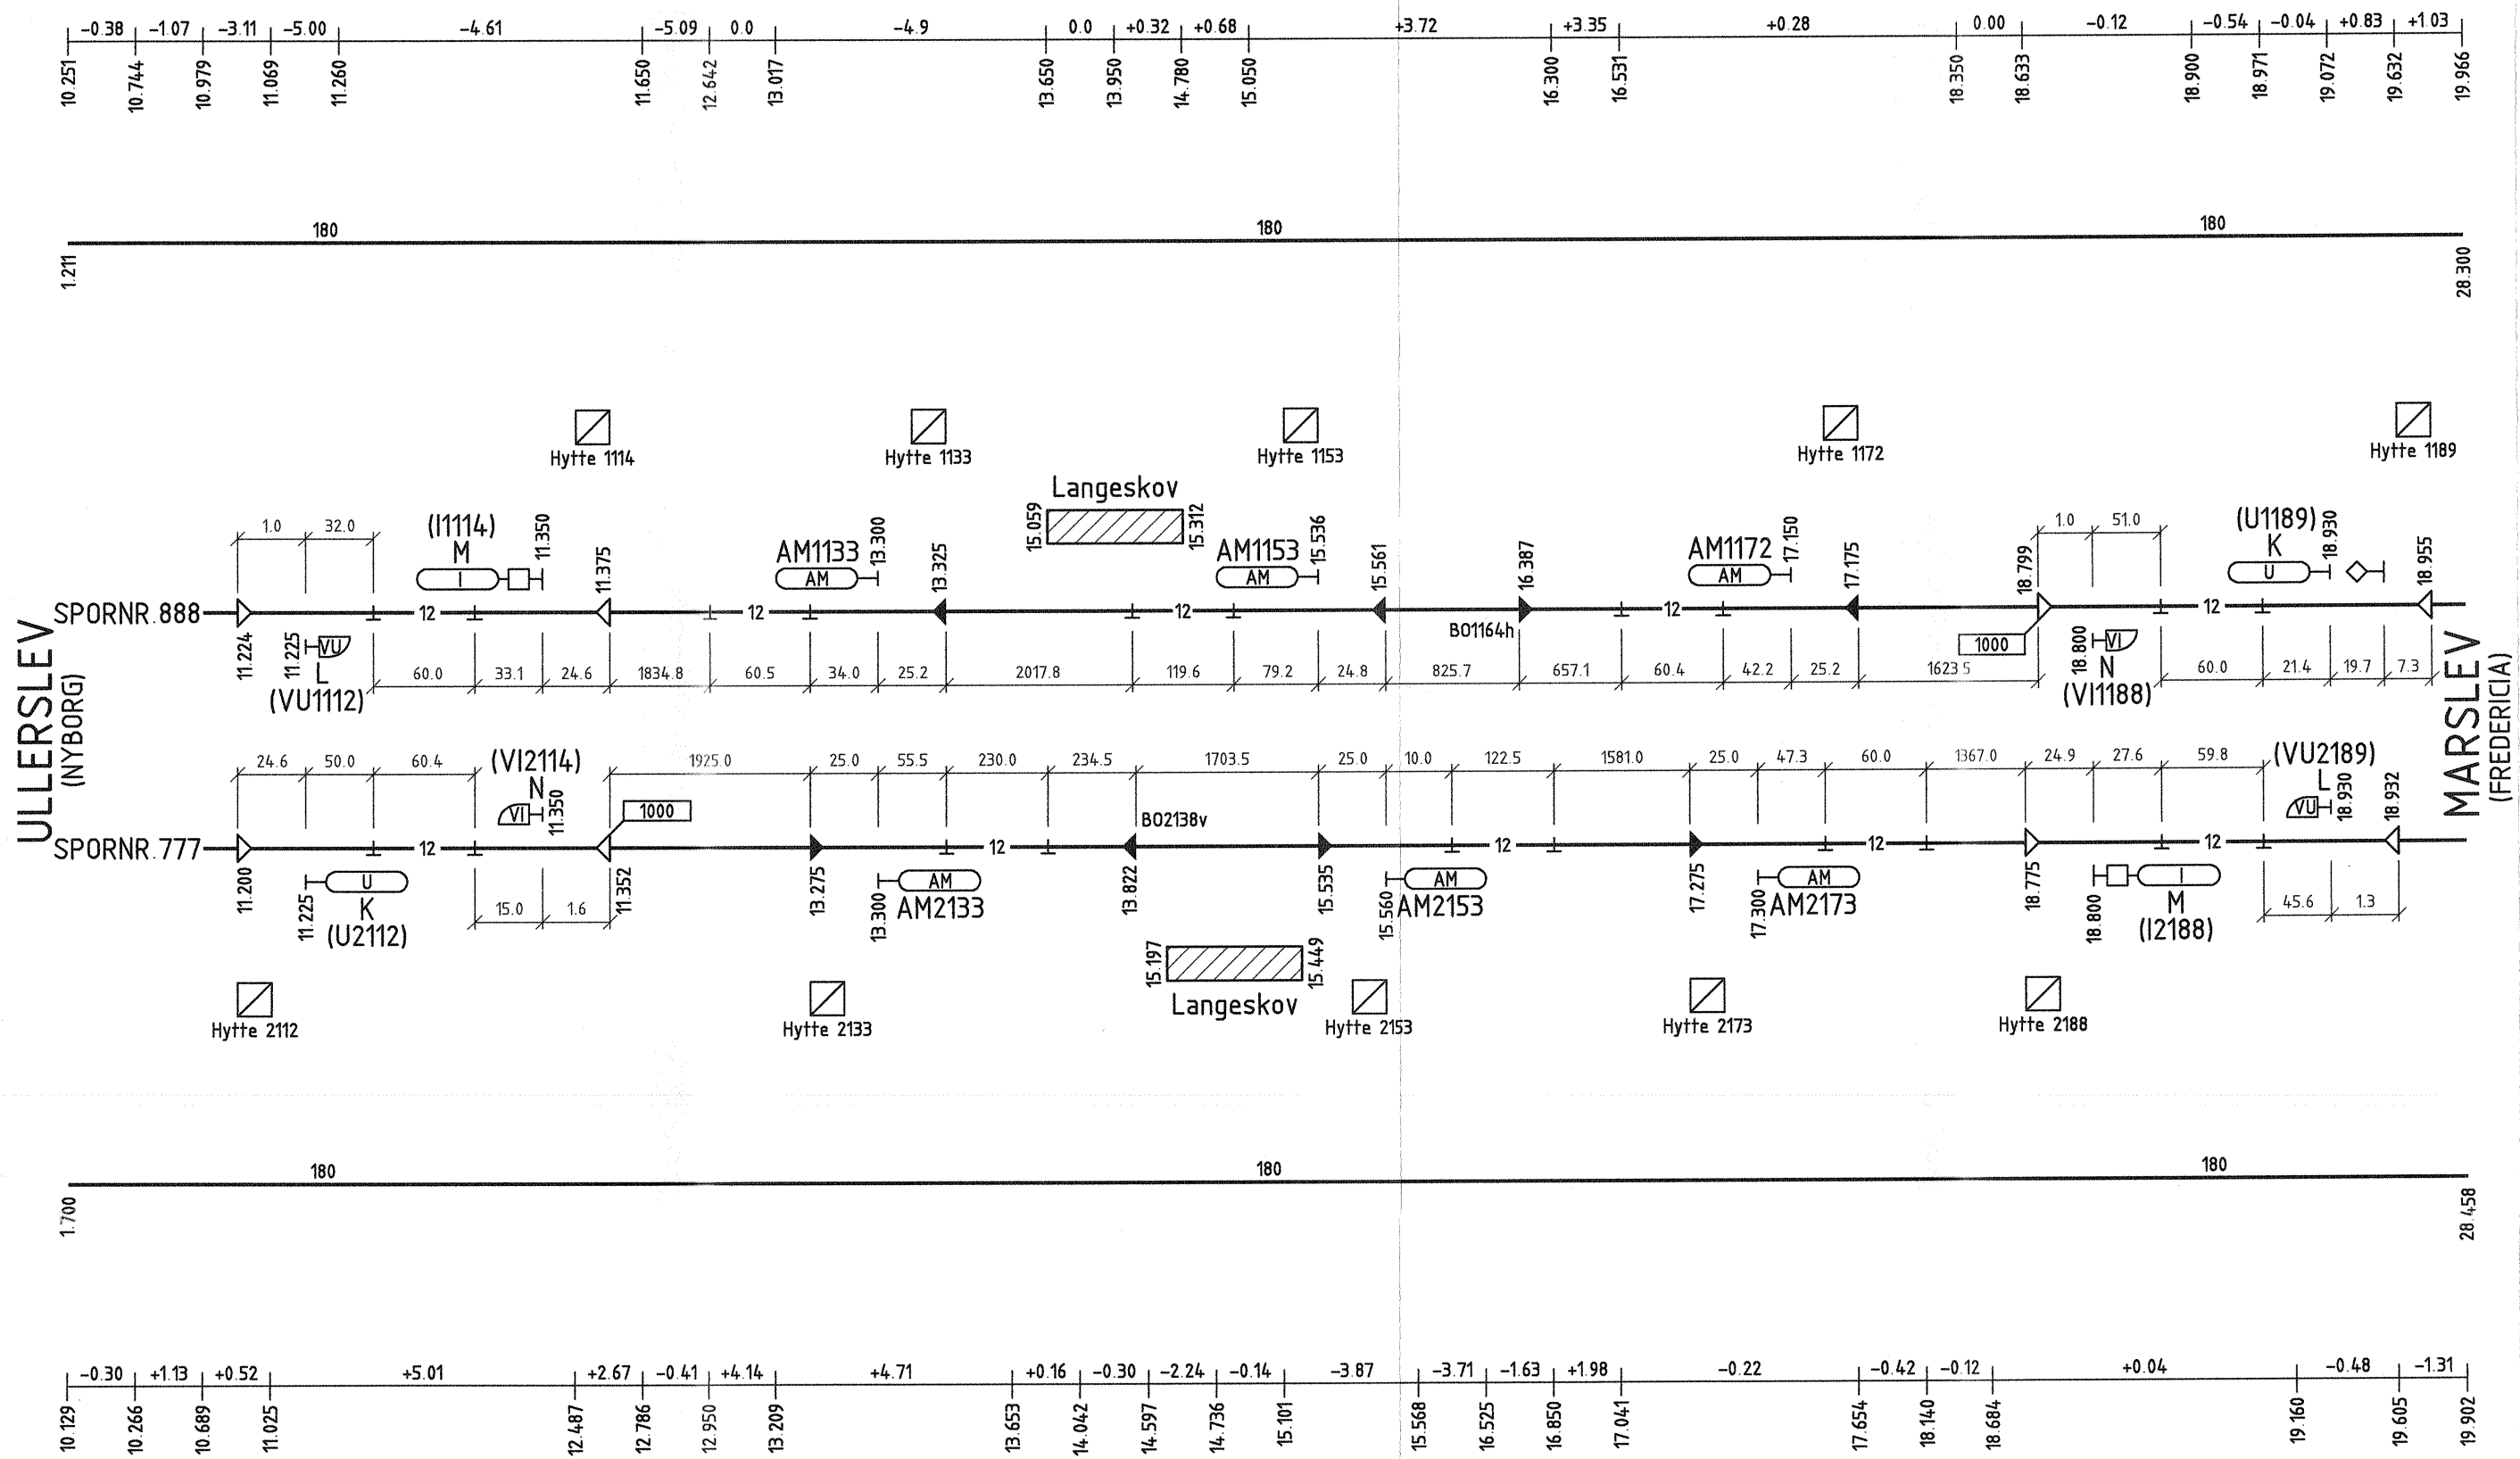 −0.38 −1.07 −3.11 −5.00 −4.61 −5.09 0.0 −4.9 0.0 +0.32 +0.68 +3.72 +3.35 +0.28 0.00 −0.12 −0.54 −0.04 +0.83 +1.03
10.251 10.744 10.979 11.069 11.260 11.650 12.642 13.017 13.650 13.950 14.780 15.050 16.300 16.531 18.350 18.633 18.900 18.971 19.072 19.632 19.966
180 180 180
1.211 28.300
Hytte 1114 Hytte 1133 Hytte 1153 Hytte 1172 Hytte 1189
Langeskov
15.059 15.312
1.0 32.0
(I1114)
M
I
11.350
11.375
AM1133
AM
13.300
13.325
AM1153
AM
15.536
15.561
16.387
AM1172
AM
17.150
17.175
18.799
1.0 51.0
(U1189)
K
U
18.930
18.955
SPORNR.888 12 12 12 12 12
BO1164h
1000
11.224
11.225
VU
L
(VU1112)
18.800
VI
N
(VI1188)
60.0 33.1 24.6 1834.8 60.5 34.0 25.2 2017.8 119.6 79.2 24.8 825.7 657.1 60.4 42.2 25.2 1623.5 60.0 21.4 19.7 7.3
ULLERSLEV
(NYBORG)
MARSLEV
(FREDERICIA)
24.6 50.0 60.4 1925.0 25.0 55.5 230.0 234.5 1703.5 25.0 10.0 122.5 1581.0 25.0 47.3 60.0 1367.0 24.9 27.6 59.8
(VI2114)
N
VI
11.350
1000
BO2138v
(VU2189)
L
VU
18.930
18.932
SPORNR.777 12 12 12 12 12
11.200
11.225
U
K
(U2112)
15.0 1.6
11.352
13.275
13.300
AM
AM2133
13.822
15.535
15.560
AM
AM2153
17.275
17.300
AM
AM2173
18.775
18.800
I
M
(I2188)
45.6 1.3
15.197 15.449
Langeskov
Hytte 2112 Hytte 2133 Hytte 2153 Hytte 2173 Hytte 2188
180 180 180
1.700 28.458
−0.30 +1.13 +0.52 +5.01 +2.67 −0.41 +4.14 +4.71 +0.16 −0.30 −2.24 −0.14 −3.87 −3.71 −1.63 +1.98 −0.22 −0.42 −0.12 +0.04 −0.48 −1.31
10.129 10.266 10.689 11.025 12.487 12.786 12.950 13.209 13.653 14.042 14.597 14.736 15.101 15.568 16.525 16.850 17.041 17.654 18.140 18.684 19.160 19.605 19.902